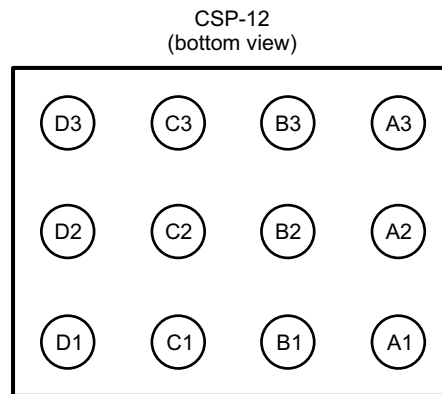 CSP-12
(bottom view)
D3 C3 B3 A3
D2 C2 B2 A2
D1 C1 B1 A1